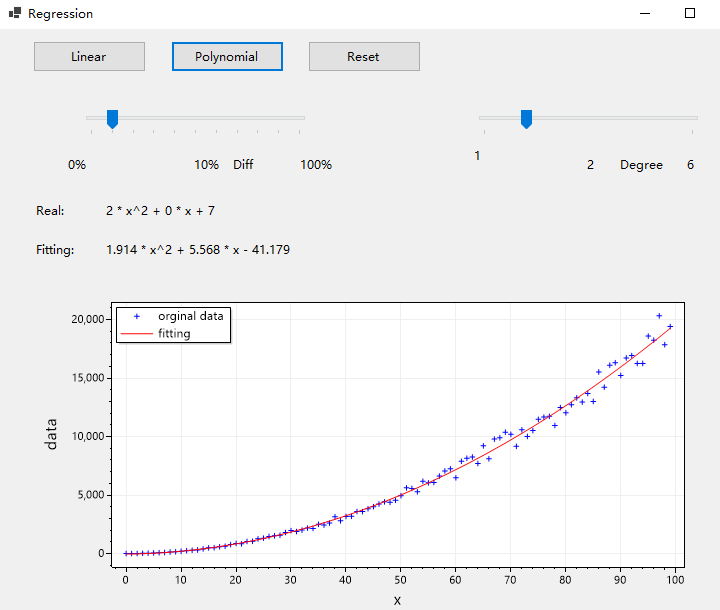 Regression
Linear Polynomial Reset
0% 10% Diff 100%
1 2 Degree 6
Real: 2 * x^2 + 0 * x + 7
Fitting: 1.914 * x^2 + 5.568 * x - 41.179
orginal data
fitting
20,000
15,000
10,000
5,000
0
data
0 10 20 30 40 50 60 70 80 90 100
x